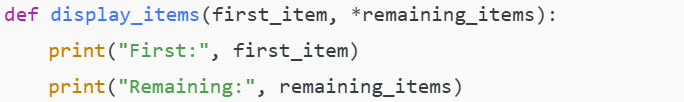 def display_items(first_item, *remaining_items):
    print("First:", first_item)
    print("Remaining:", remaining_items)